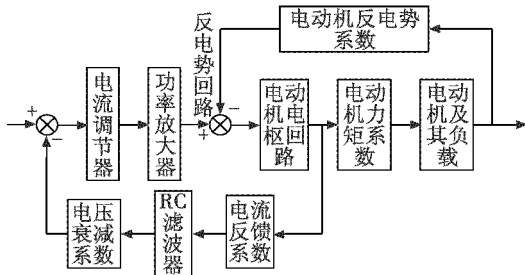 电动机反电势
系数
反电势回路
+
−
电流调节器
功率放大器
+
−
电动
机电
枢回
路
电动
机力
矩系
数
电动
机及
其负
载
电压
衰减
系数
RC
滤波器
电流
反馈
系数